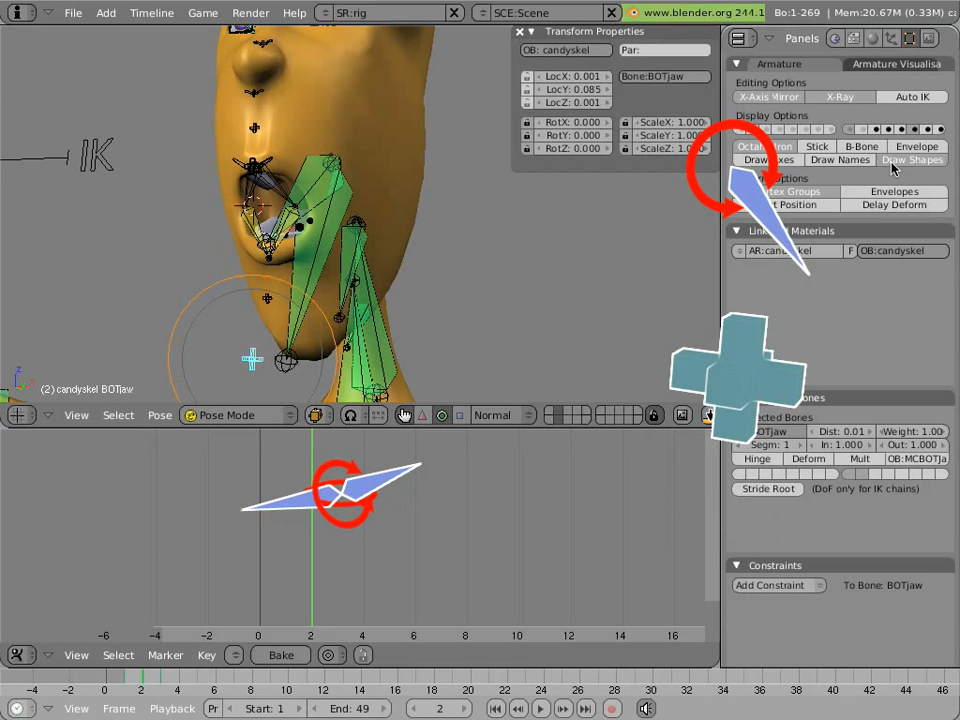 File Add Timeline Game Render Help SR:rig SCE:Scene www.blender.org 244.1 Bo:1-269 | Mem:20.67M (0.33M)
Transform Properties
OB: candyskel Par:
LocX: 0.001 Bone:BOTjaw
LocY: 0.085
LocZ: 0.001
RotX: 0.000 ScaleX: 1.000
RotY: 0.000 ScaleY: 1.000
RotZ: 0.000 ScaleZ: 1.000
IK
(2) candyskel BOTjaw
View Select Pose Pose Mode Normal
Panels
Armature Armature Visualisa
Editing Options
X-Axis Mirror X-Ray Auto IK
Display Options
Stick B-Bone Envelope
Draw Names Draw Shapes
Envelopes
Delay Deform
AR:candyskel F OB:candyskel
Dist: 0.01 Weight: 1.00
Segm: 1 In: 1.000 Out: 1.000
Hinge Deform Mult OB:MCBOTJa
Stride Root (DoF only for IK chains)
Constraints
Add Constraint To Bone: BOTjaw
-6 -4 -2 0 2 4 6 8 10 12 14 16
View Select Marker Key Bake
-4 -2 0 2 4 6 8 10 12 14 16 18 20 22 24 26 28 30 32 34 36 38 40 42 44 46
View Frame Playback Pr Start: 1 End: 49 2